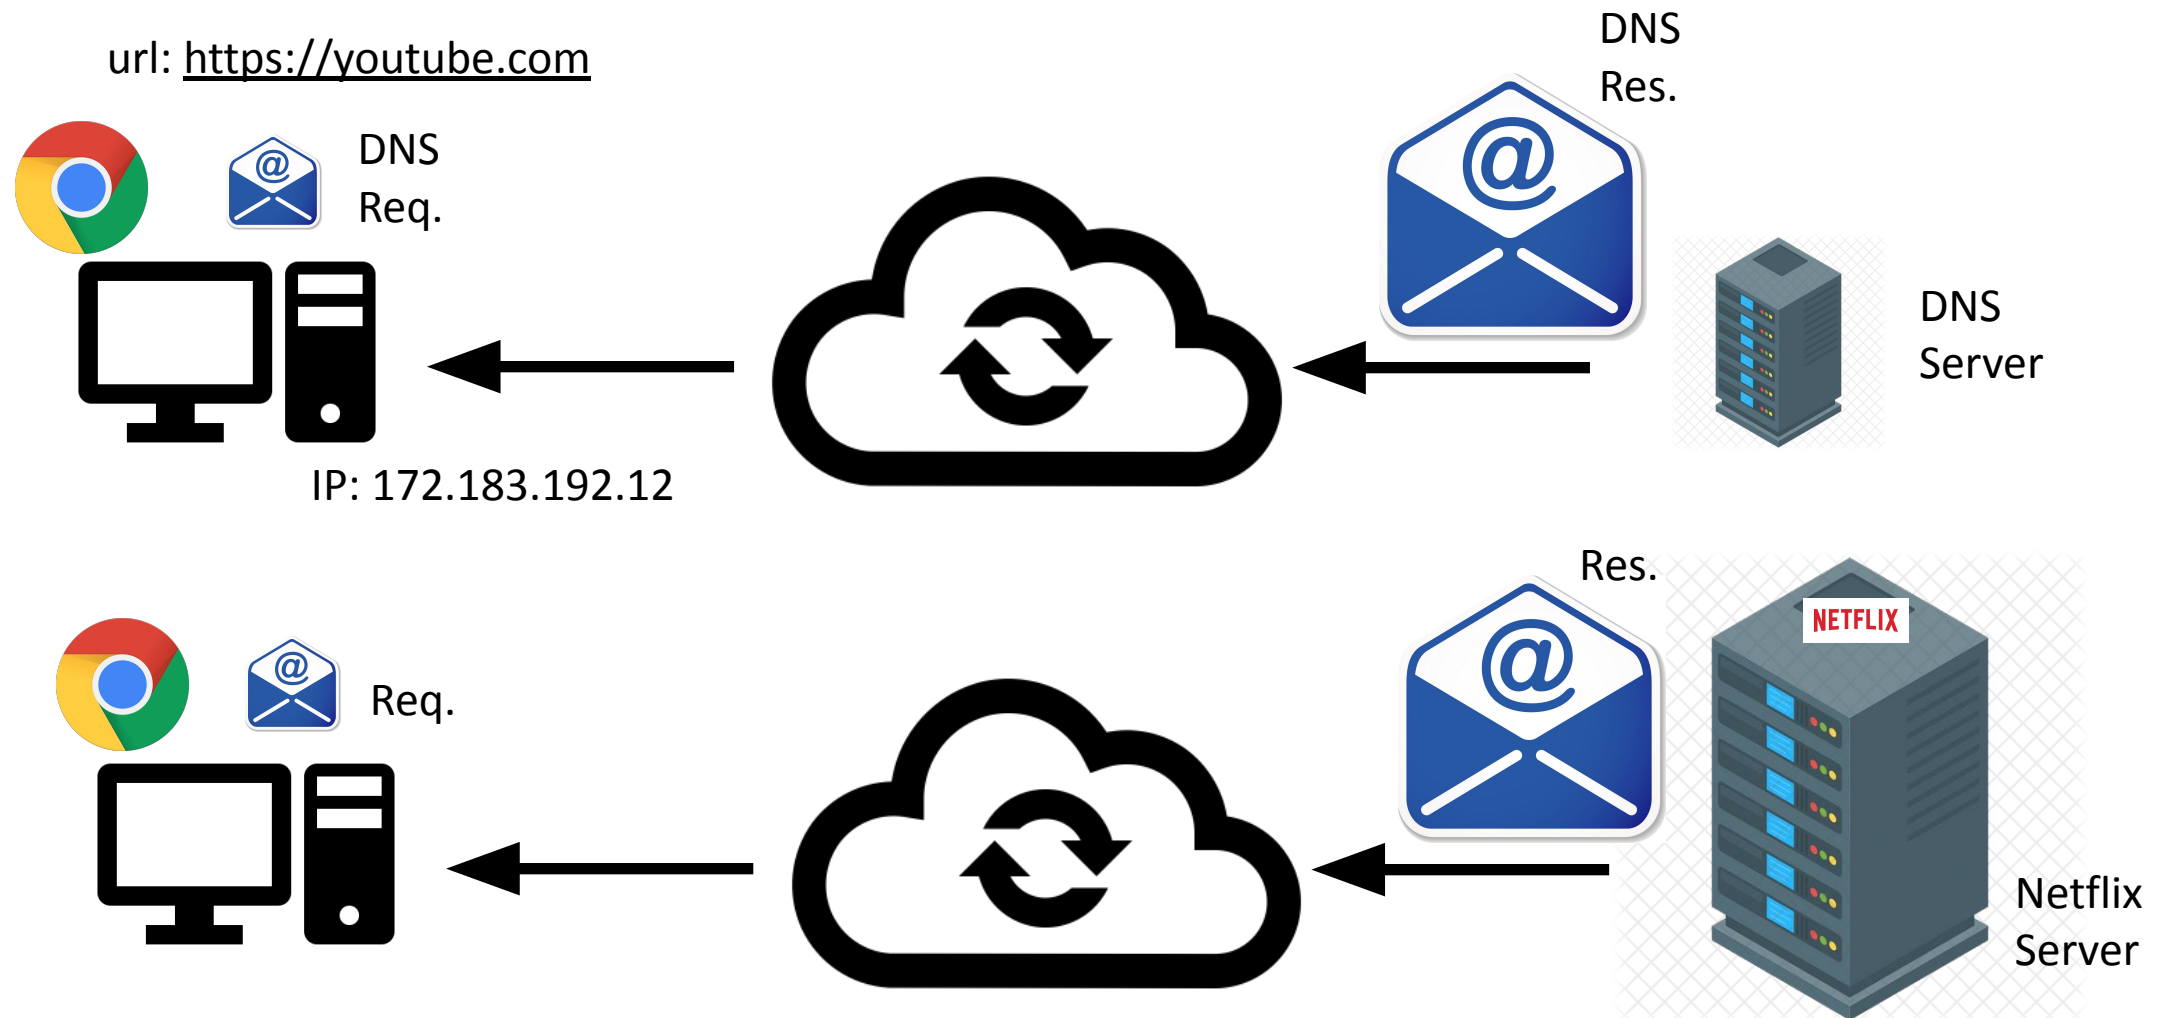 url: https://youtube.com
DNS
Req.
DNS
Res.
DNS
Server
IP: 172.183.192.12
Req.
Res.
NETFLIX
Netflix
Server